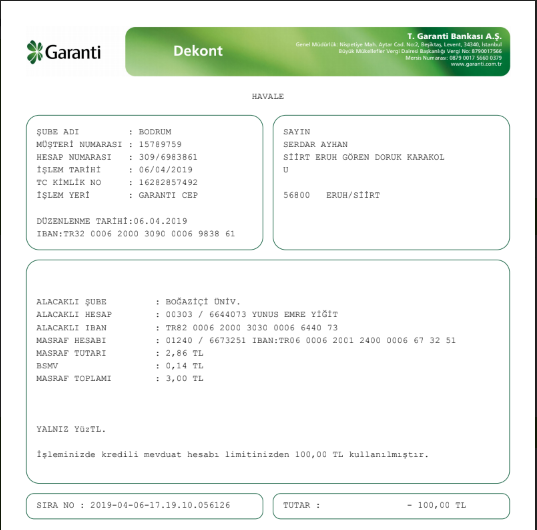 Garanti
Dekont
T. Garanti Bankası A.Ş.
Genel Müdürlük: Nispetiye Mah. Aytar Cad. No:2, Beşiktaş, Levent, 34340, İstanbul
Büyük Mükellefler Vergi Dairesi Başkanlığı Vergi No: 8790017566
Mersis Numarası: 0879 0017 5660 0379
www.garanti.com.tr
HAVALE
ŞUBE ADI : BODRUM
MÜŞTERİ NUMARASI : 15789759
HESAP NUMARASI : 309/6983861
İŞLEM TARİHİ : 06/04/2019
TC KİMLİK NO : 16282857492
İŞLEM YERİ : GARANTI CEP
DÜZENLENME TARİHİ:06.04.2019
IBAN:TR32 0006 2000 3090 0006 9838 61
SAYIN
SERDAR AYHAN
SİİRT ERUH GÖREN DORUK KARAKOL
U
56800 ERUH/SİİRT
ALACAKLI ŞUBE : BOĞAZİÇİ ÜNİV.
ALACAKLI HESAP : 00303 / 6644073 YUNUS EMRE YİĞİT
ALACAKLI IBAN : TR82 0006 2000 3030 0006 6440 73
MASRAF HESABI : 01240 / 6673251 IBAN:TR06 0006 2001 2400 0006 67 32 51
MASRAF TUTARI : 2,86 TL
BSMV : 0,14 TL
MASRAF TOPLAMI : 3,00 TL
YALNIZ YüzTL.
İşleminizde kredili mevduat hesabı limitinizden 100,00 TL kullanılmıştır.
SIRA NO : 2019-04-06-17.19.10.056126
TUTAR : - 100,00 TL